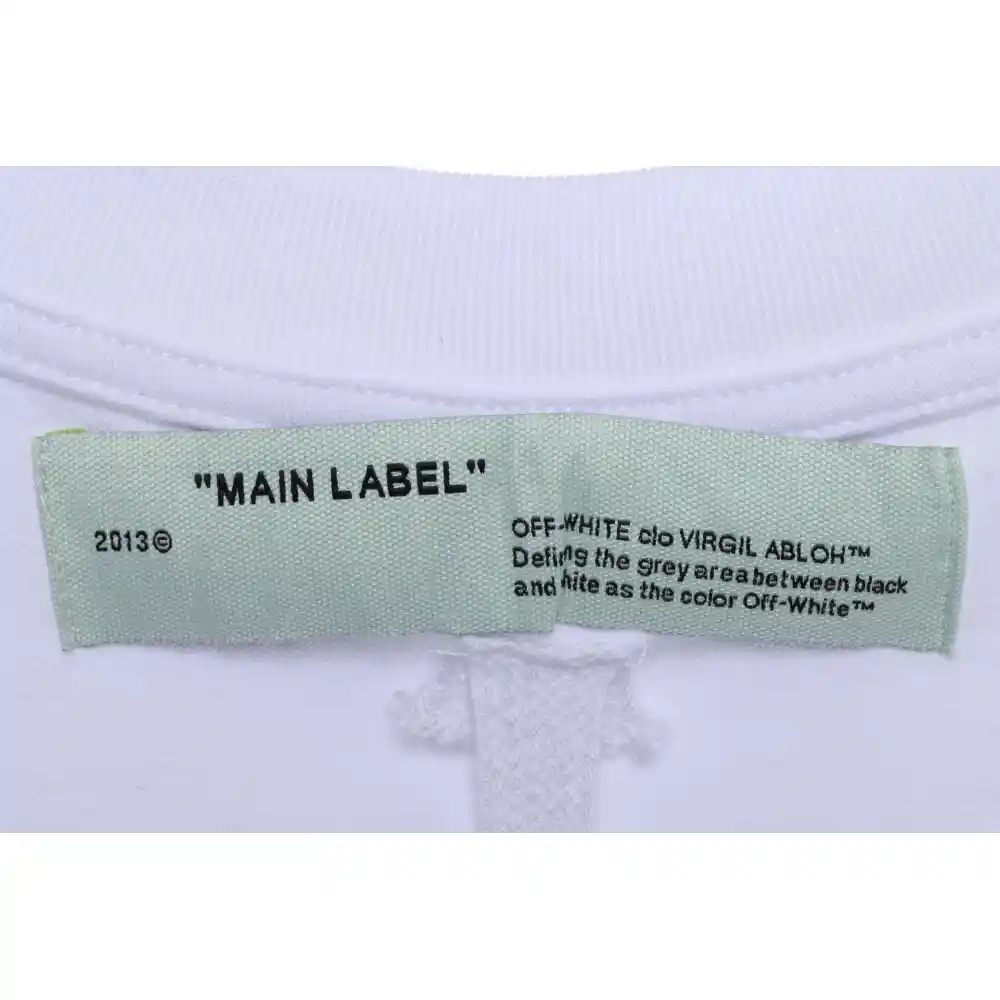 "MAIN LABEL"
2013©
OFF-WHITE c/o VIRGIL ABLOH™
Defining the grey area between black
and hite as the color Off-White™